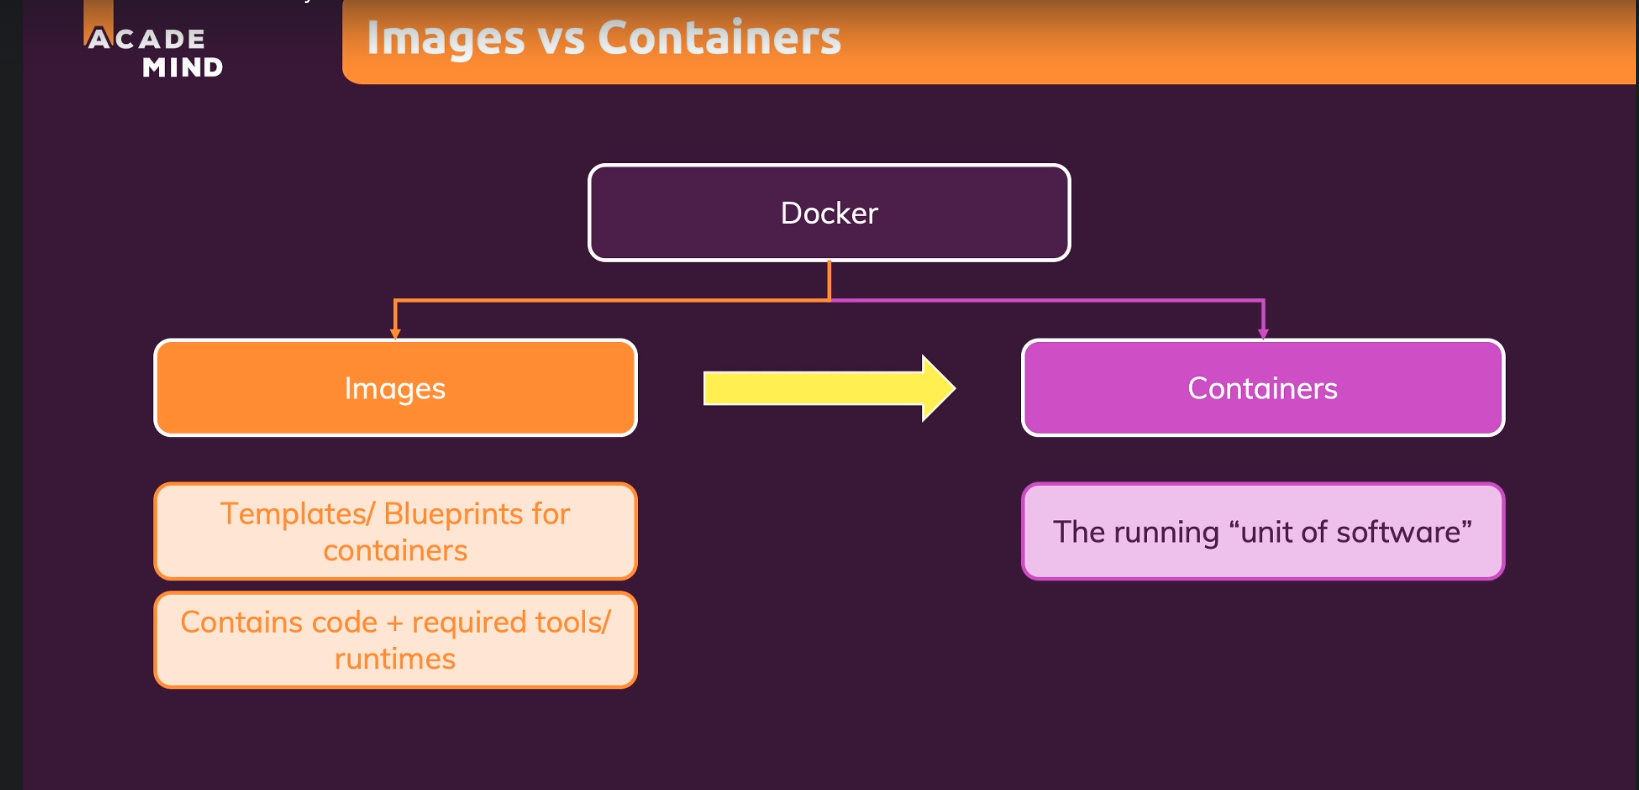 ACADE
MIND
Images vs Containers
Docker
Images
Containers
Templates/ Blueprints for
containers
The running “unit of software”
Contains code + required tools/
runtimes